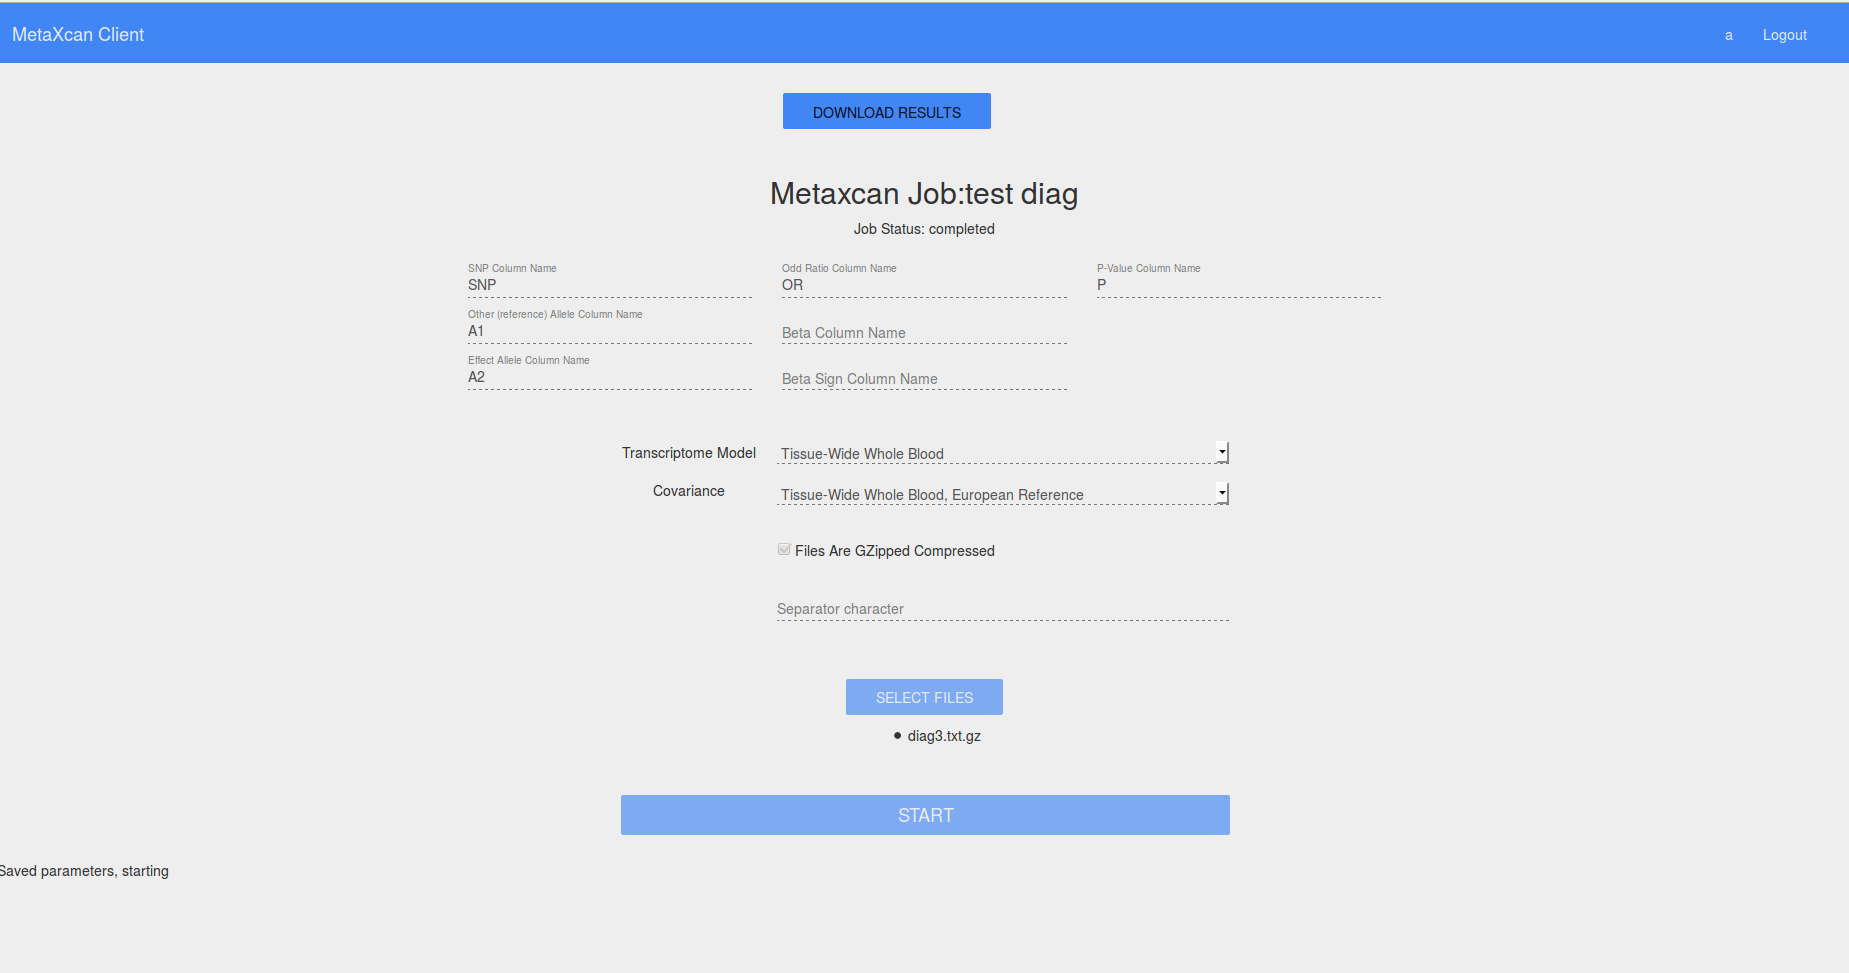 MetaXcan Client
a
Logout
DOWNLOAD RESULTS
Metaxcan Job:test diag
Job Status: completed
SNP Column Name
SNP
Odd Ratio Column Name
OR
P-Value Column Name
P
Other (reference) Allele Column Name
A1
Beta Column Name
Effect Allele Column Name
A2
Beta Sign Column Name
Transcriptome Model
Tissue-Wide Whole Blood
Covariance
Tissue-Wide Whole Blood, European Reference
Files Are GZipped Compressed
Separator character
SELECT FILES
• diag3.txt.gz
START
Saved parameters, starting